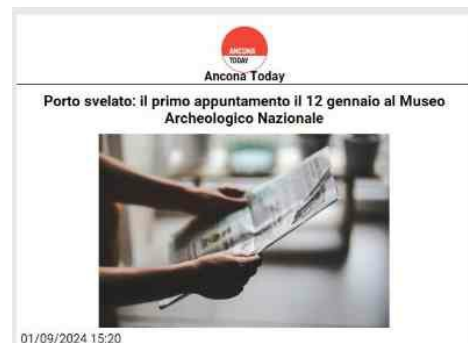 ANCONA
TODAY
Ancona Today
Porto svelato: il primo appuntamento il 12 gennaio al Museo
Archeologico Nazionale
01/09/2024 15:20